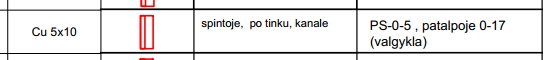 Cu 5x10
spintoje, po tinku, kanale
PS-0-5 , patalpoje 0-17
(valgykla)